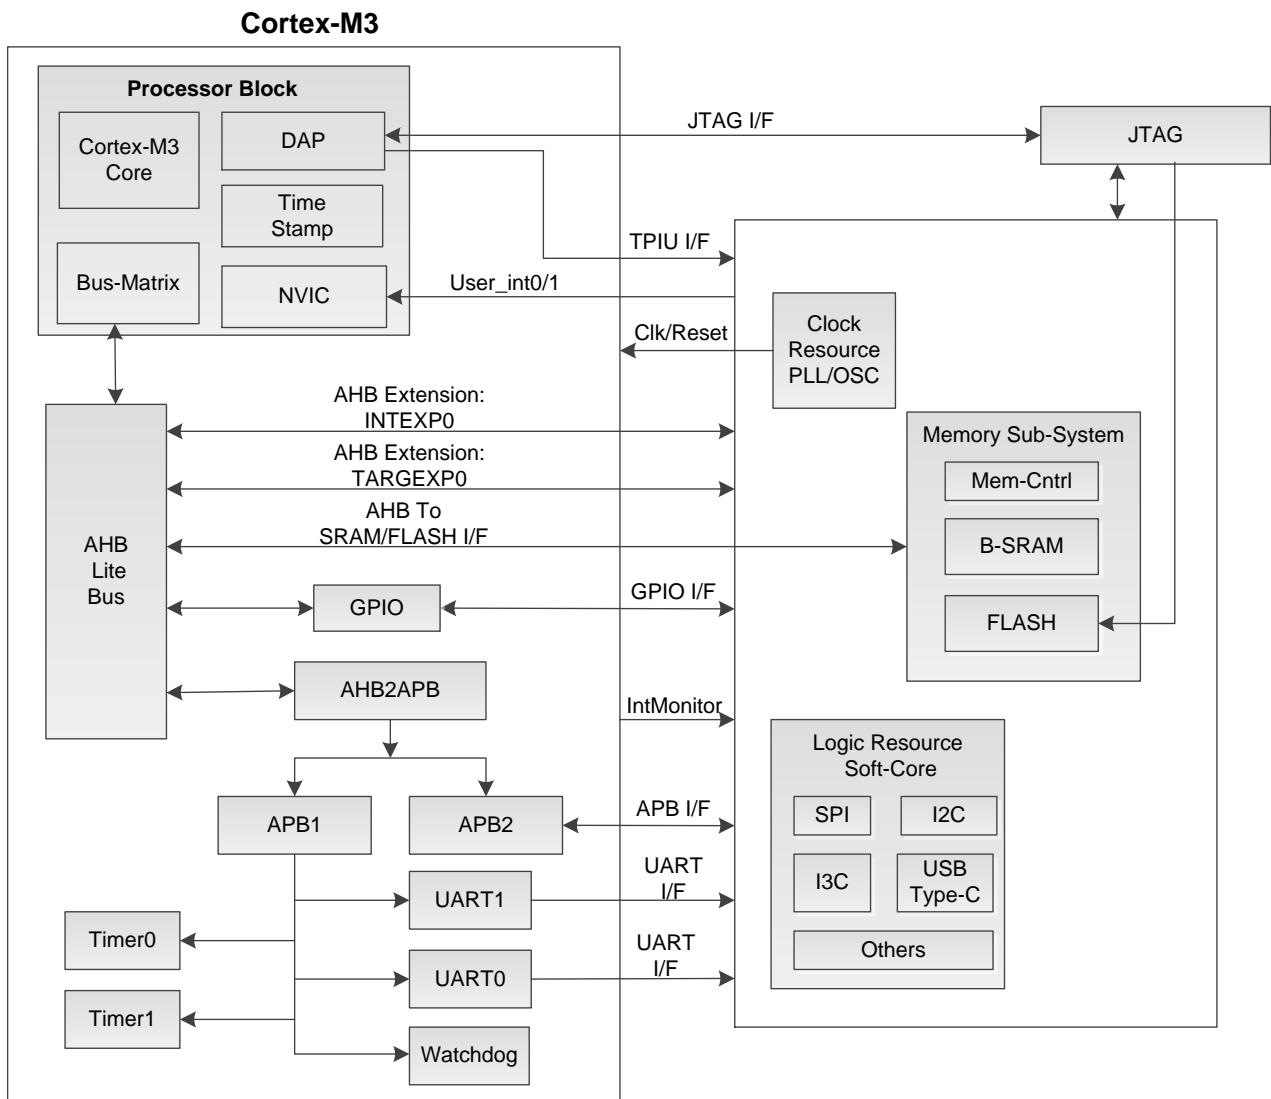 Cortex-M3
Processor Block
Cortex-M3
Core
DAP
Time
Stamp
Bus-Matrix
NVIC
JTAG I/F
JTAG
TPIU I/F
User_int0/1
Clk/Reset
Clock
Resource
PLL/OSC
AHB Extension:
INTEXP0
AHB Extension:
TARGEXP0
AHB To
SRAM/FLASH I/F
AHB
Lite
Bus
GPIO
GPIO I/F
Memory Sub-System
Mem-Cntrl
B-SRAM
FLASH
AHB2APB
IntMonitor
APB1
APB2
APB I/F
UART
I/F
UART1
UART
I/F
UART0
Timer0
Timer1
Watchdog
Logic Resource
Soft-Core
SPI
I2C
I3C
USB
Type-C
Others